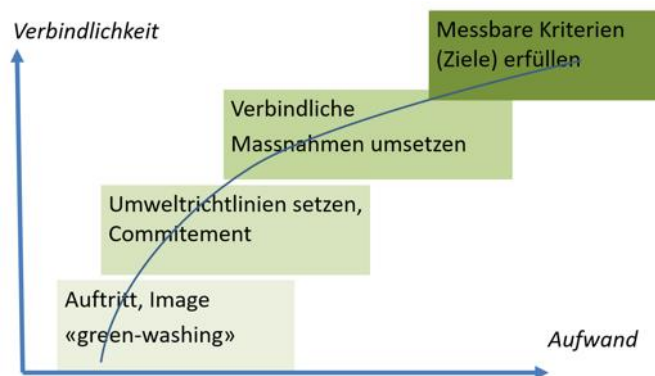 Verbindlichkeit
Messbare Kriterien
(Ziele) erfüllen
Verbindliche
Massnahmen umsetzen
Umweltrichtlinien setzen,
Commitement
Auftritt, Image
«green-washing»
Aufwand